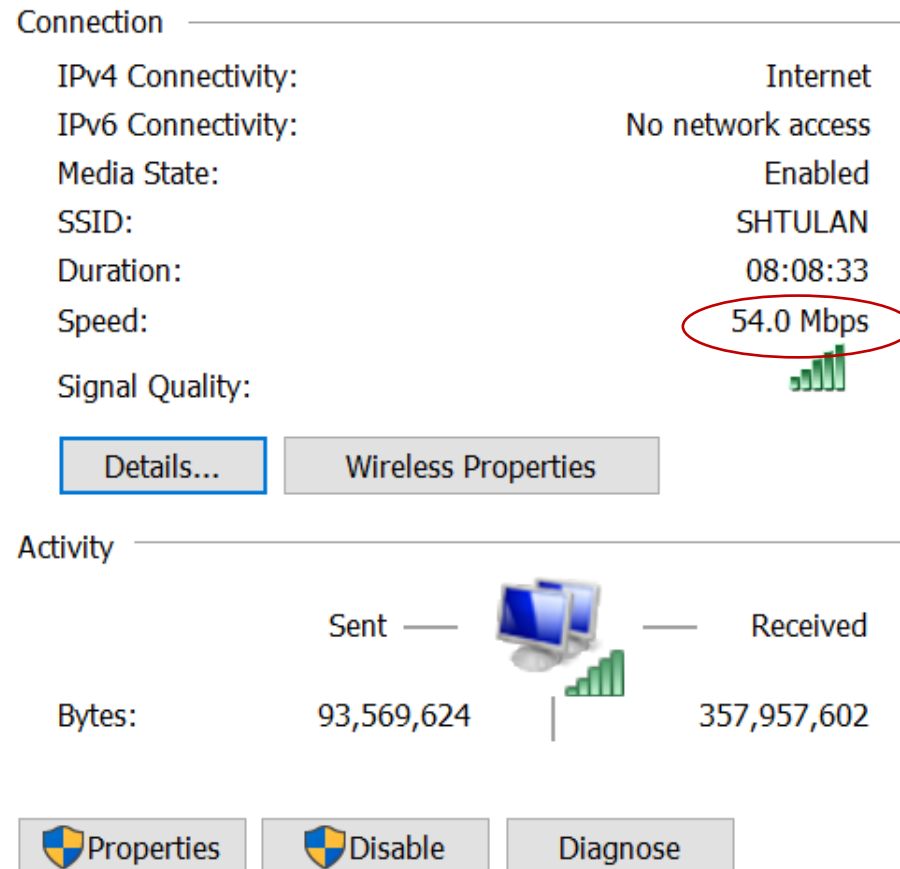 Connection
IPv4 Connectivity: Internet
IPv6 Connectivity: No network access
Media State: Enabled
SSID: SHTULAN
Duration: 08:08:33
Speed: 54.0 Mbps
Signal Quality:
Details... Wireless Properties
Activity
Sent Received
Bytes: 93,569,624 357,957,602
Properties Disable Diagnose